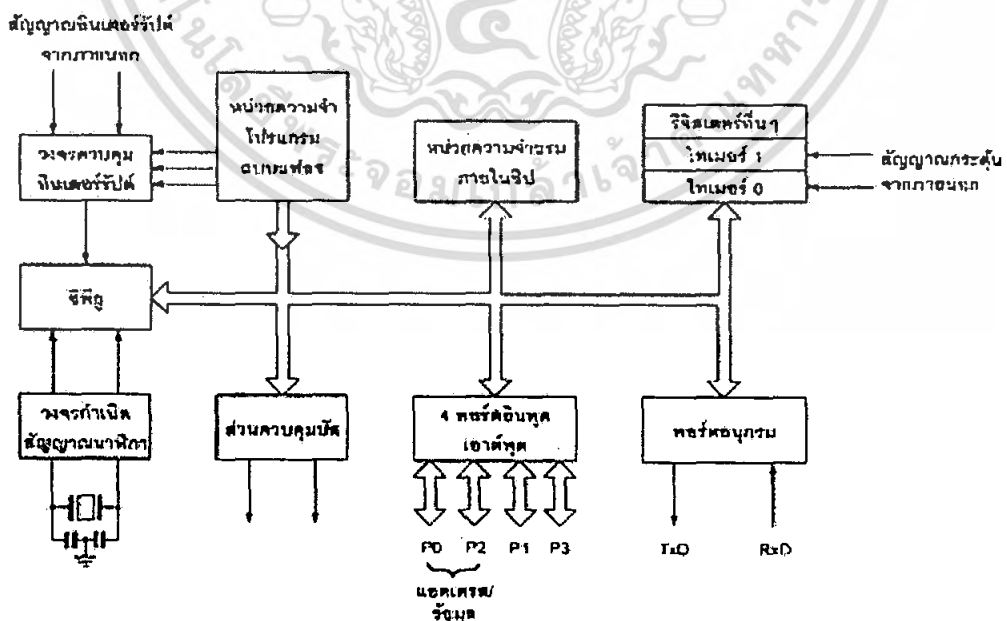 สัญญาณอินเตอร์รัปต์
จากภายนอก
หน่วยความจำ
โปรแกรม
แบบแฟลช
วงจรควบคุม
อินเตอร์รัปต์
หน่วยความจำแรม
ภายในชิป
รีจิสเตอร์อื่นๆ
ไทเมอร์ 1
ไทเมอร์ 0
สัญญาณกระตุ้น
จากภายนอก
ซีพียู
วงจรกำเนิด
สัญญาณนาฬิกา
ส่วนควบคุมบัส
4 พอร์ตอินพุต
เอาต์พุต
พอร์ตอนุกรม
P0 P2 P1 P3
TxD RxD
แอดเดรส/
ข้อมูล